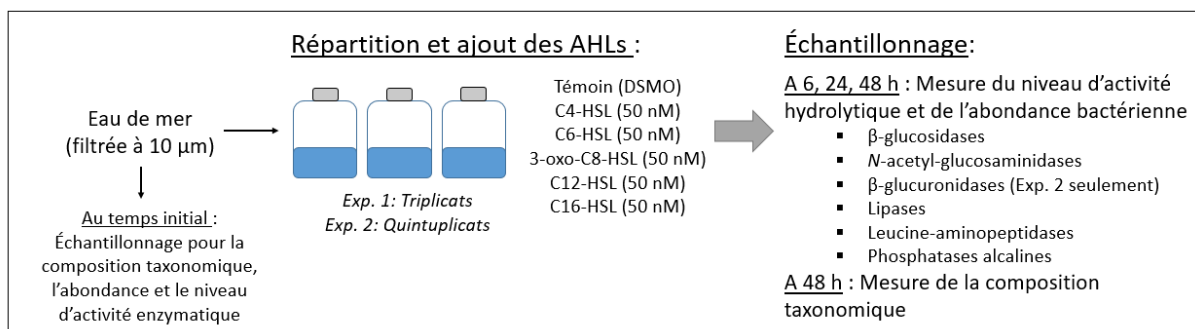 Eau de mer
(filtrée à 10 µm)
Au temps initial :
Échantillonnage pour la
composition taxonomique,
l'abondance et le niveau
d'activité enzymatique
Répartition et ajout des AHLs :
Exp. 1: Triplicats
Exp. 2: Quintuplicats
Témoin (DSMO)
C4-HSL (50 nM)
C6-HSL (50 nM)
3-oxo-C8-HSL (50 nM)
C12-HSL (50 nM)
C16-HSL (50 nM)
Échantillonnage:
A 6, 24, 48 h : Mesure du niveau d'activité
hydrolytique et de l'abondance bactérienne
▪ β-glucosidases
▪ N-acetyl-glucosaminidases
▪ β-glucuronidases (Exp. 2 seulement)
▪ Lipases
▪ Leucine-aminopeptidases
▪ Phosphatases alcalines
A 48 h : Mesure de la composition
taxonomique